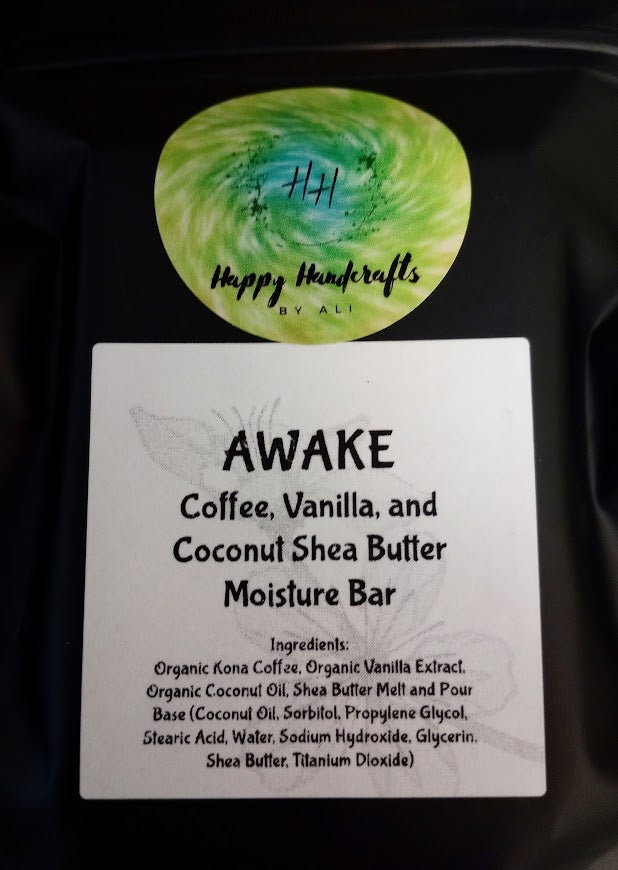 HH
Happy Handcrafts
BY ALI
AWAKE
Coffee, Vanilla, and
Coconut Shea Butter
Moisture Bar
Ingredients:
Organic Kona Coffee, Organic Vanilla Extract,
Organic Coconut Oil, Shea Butter Melt and Pour
Base (Coconut Oil, Sorbitol, Propylene Glycol,
Stearic Acid, Water, Sodium Hydroxide, Glycerin,
Shea Butter, Titanium Dioxide)